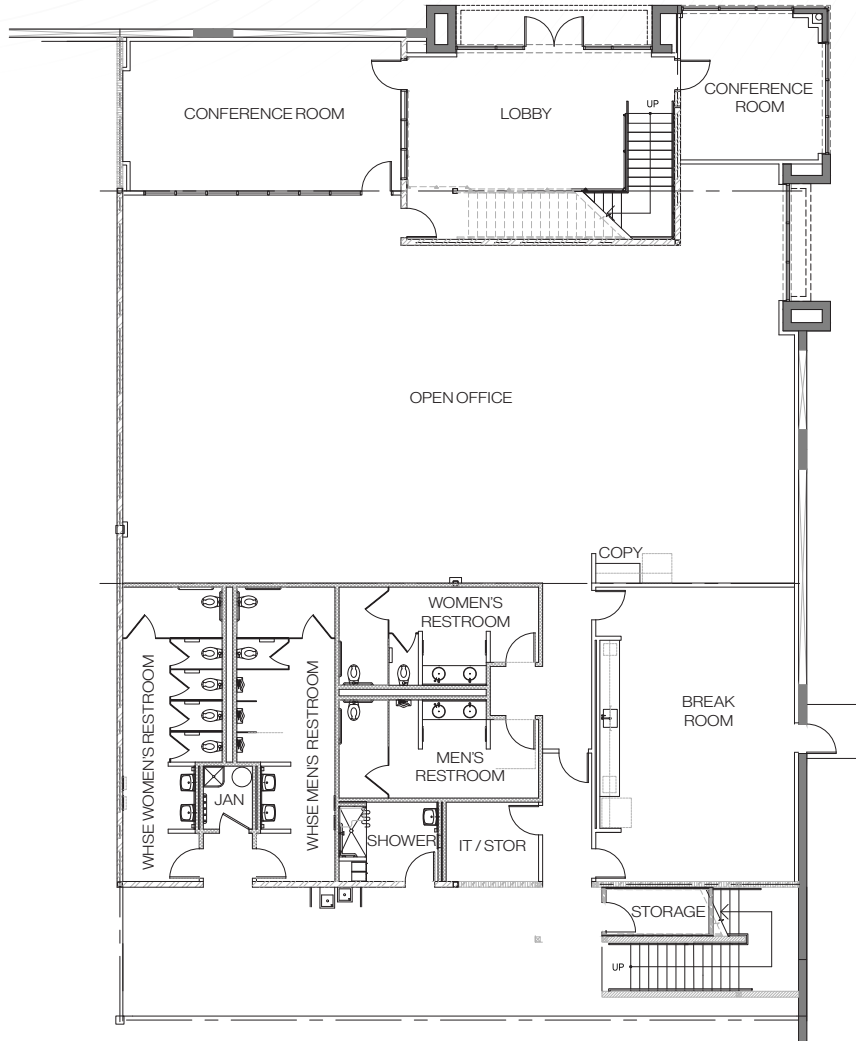 CONFERENCE ROOM
LOBBY
UP
CONFERENCE
ROOM
OPEN OFFICE
COPY
WOMEN'S
RESTROOM
WHSE WOMEN'S RESTROOM
WHSE MEN'S RESTROOM
BREAK
ROOM
MEN'S
RESTROOM
JAN
SHOWER
IT / STOR
STORAGE
UP